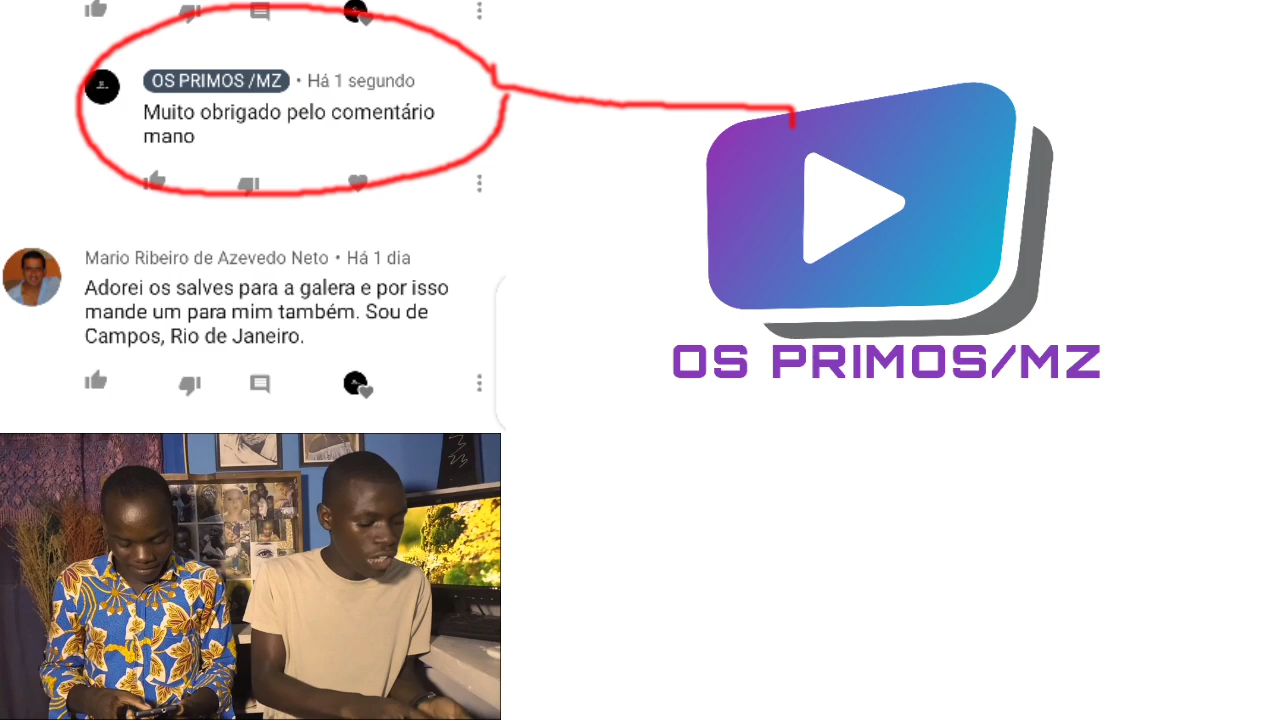 OS PRIMOS /MZ • Há 1 segundo
Muito obrigado pelo comentário
mano
Mario Ribeiro de Azevedo Neto • Há 1 dia
Adorei os salves para a galera e por isso
mande um para mim também. Sou de
Campos, Rio de Janeiro.
OS PRIMOS/MZ